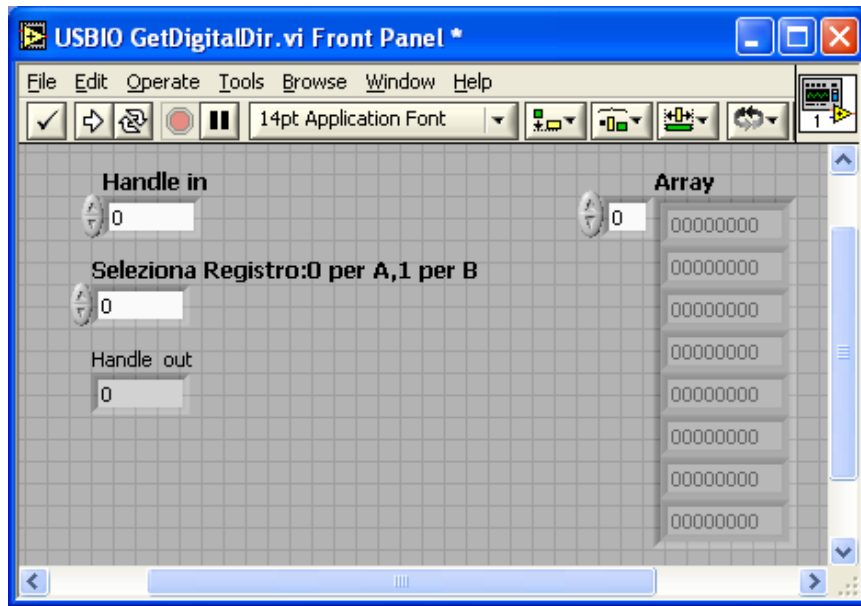 USBIO GetDigitalDir.vi Front Panel *
File Edit Operate Tools Browse Window Help
14pt Application Font
1
Handle in
0
Array
0
00000000
00000000
00000000
00000000
00000000
00000000
00000000
00000000
Seleziona Registro:0 per A,1 per B
0
Handle out
0